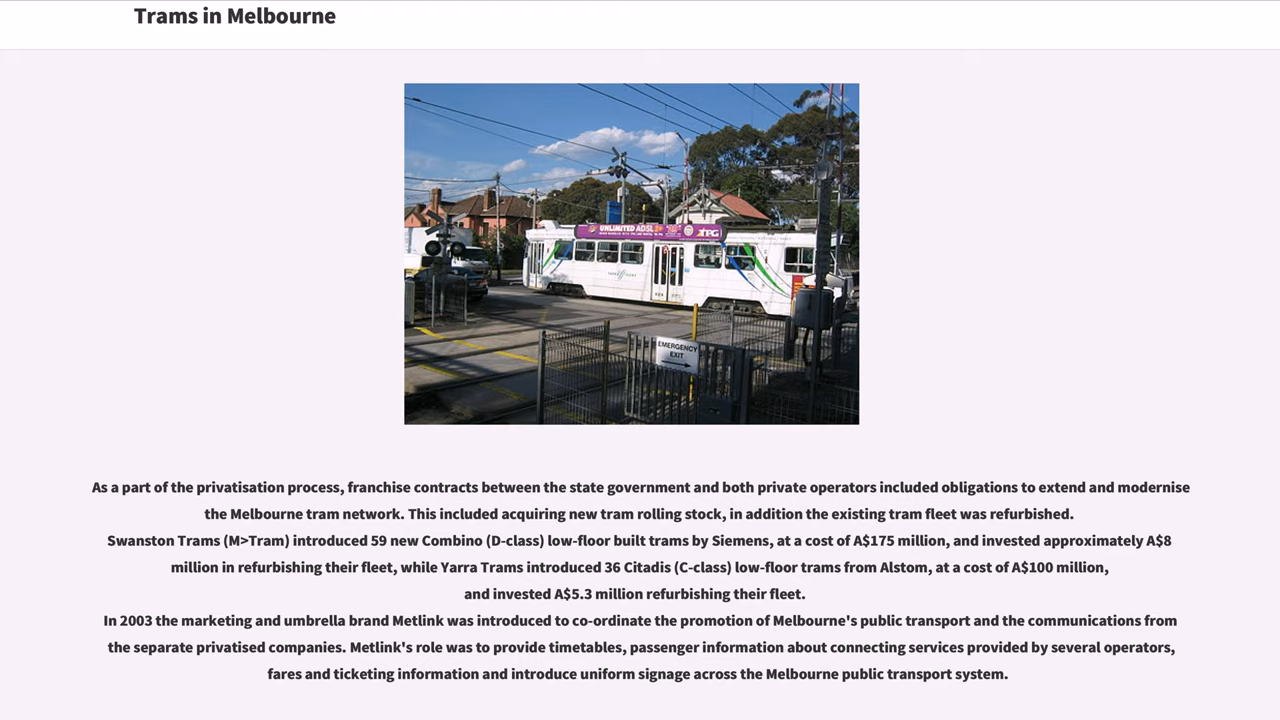 Trams in Melbourne
UNLIMITED ADSL2+
TPG
EMERGENCY
EXIT
As a part of the privatisation process, franchise contracts between the state government and both private operators included obligations to extend and modernise
the Melbourne tram network. This included acquiring new tram rolling stock, in addition the existing tram fleet was refurbished.
Swanston Trams (M>Tram) introduced 59 new Combino (D-class) low-floor built trams by Siemens, at a cost of A$175 million, and invested approximately A$8
million in refurbishing their fleet, while Yarra Trams introduced 36 Citadis (C-class) low-floor trams from Alstom, at a cost of A$100 million,
and invested A$5.3 million refurbishing their fleet.
In 2003 the marketing and umbrella brand Metlink was introduced to co-ordinate the promotion of Melbourne's public transport and the communications from
the separate privatised companies. Metlink's role was to provide timetables, passenger information about connecting services provided by several operators,
fares and ticketing information and introduce uniform signage across the Melbourne public transport system.